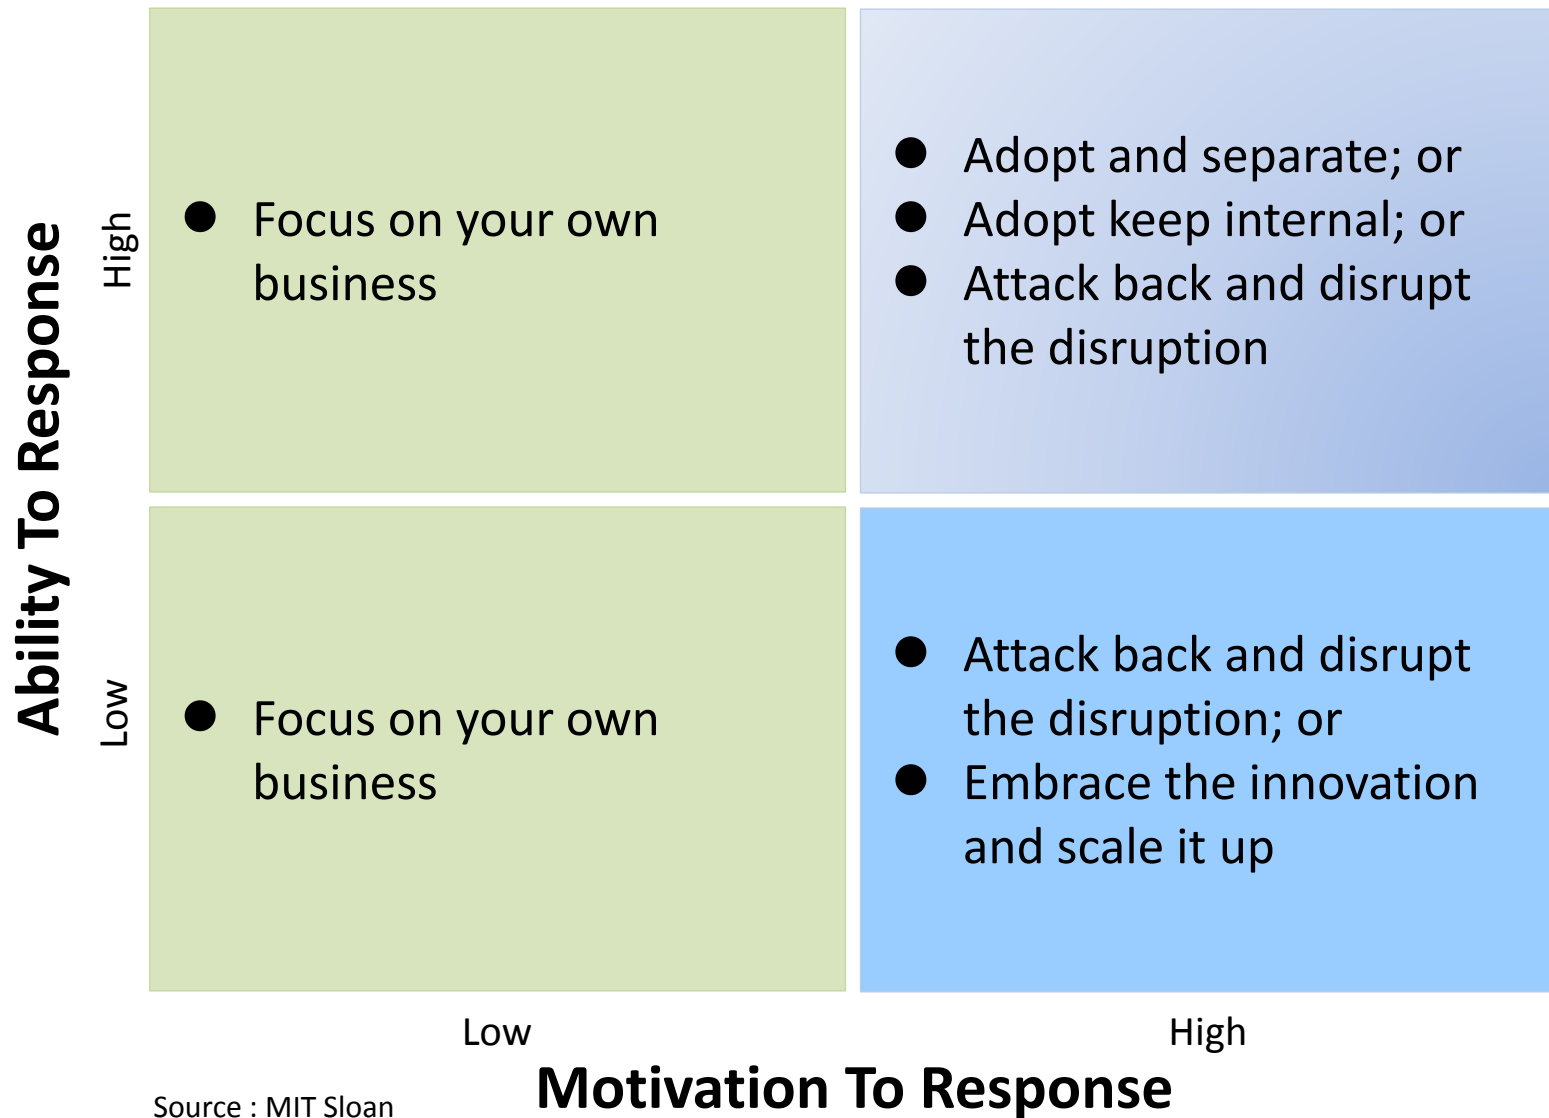 Ability To Response
High
● Focus on your own
business
● Adopt and separate; or
● Adopt keep internal; or
● Attack back and disrupt
the disruption
Low
● Focus on your own
business
● Attack back and disrupt
the disruption; or
● Embrace the innovation
and scale it up
Low
High
Motivation To Response
Source : MIT Sloan